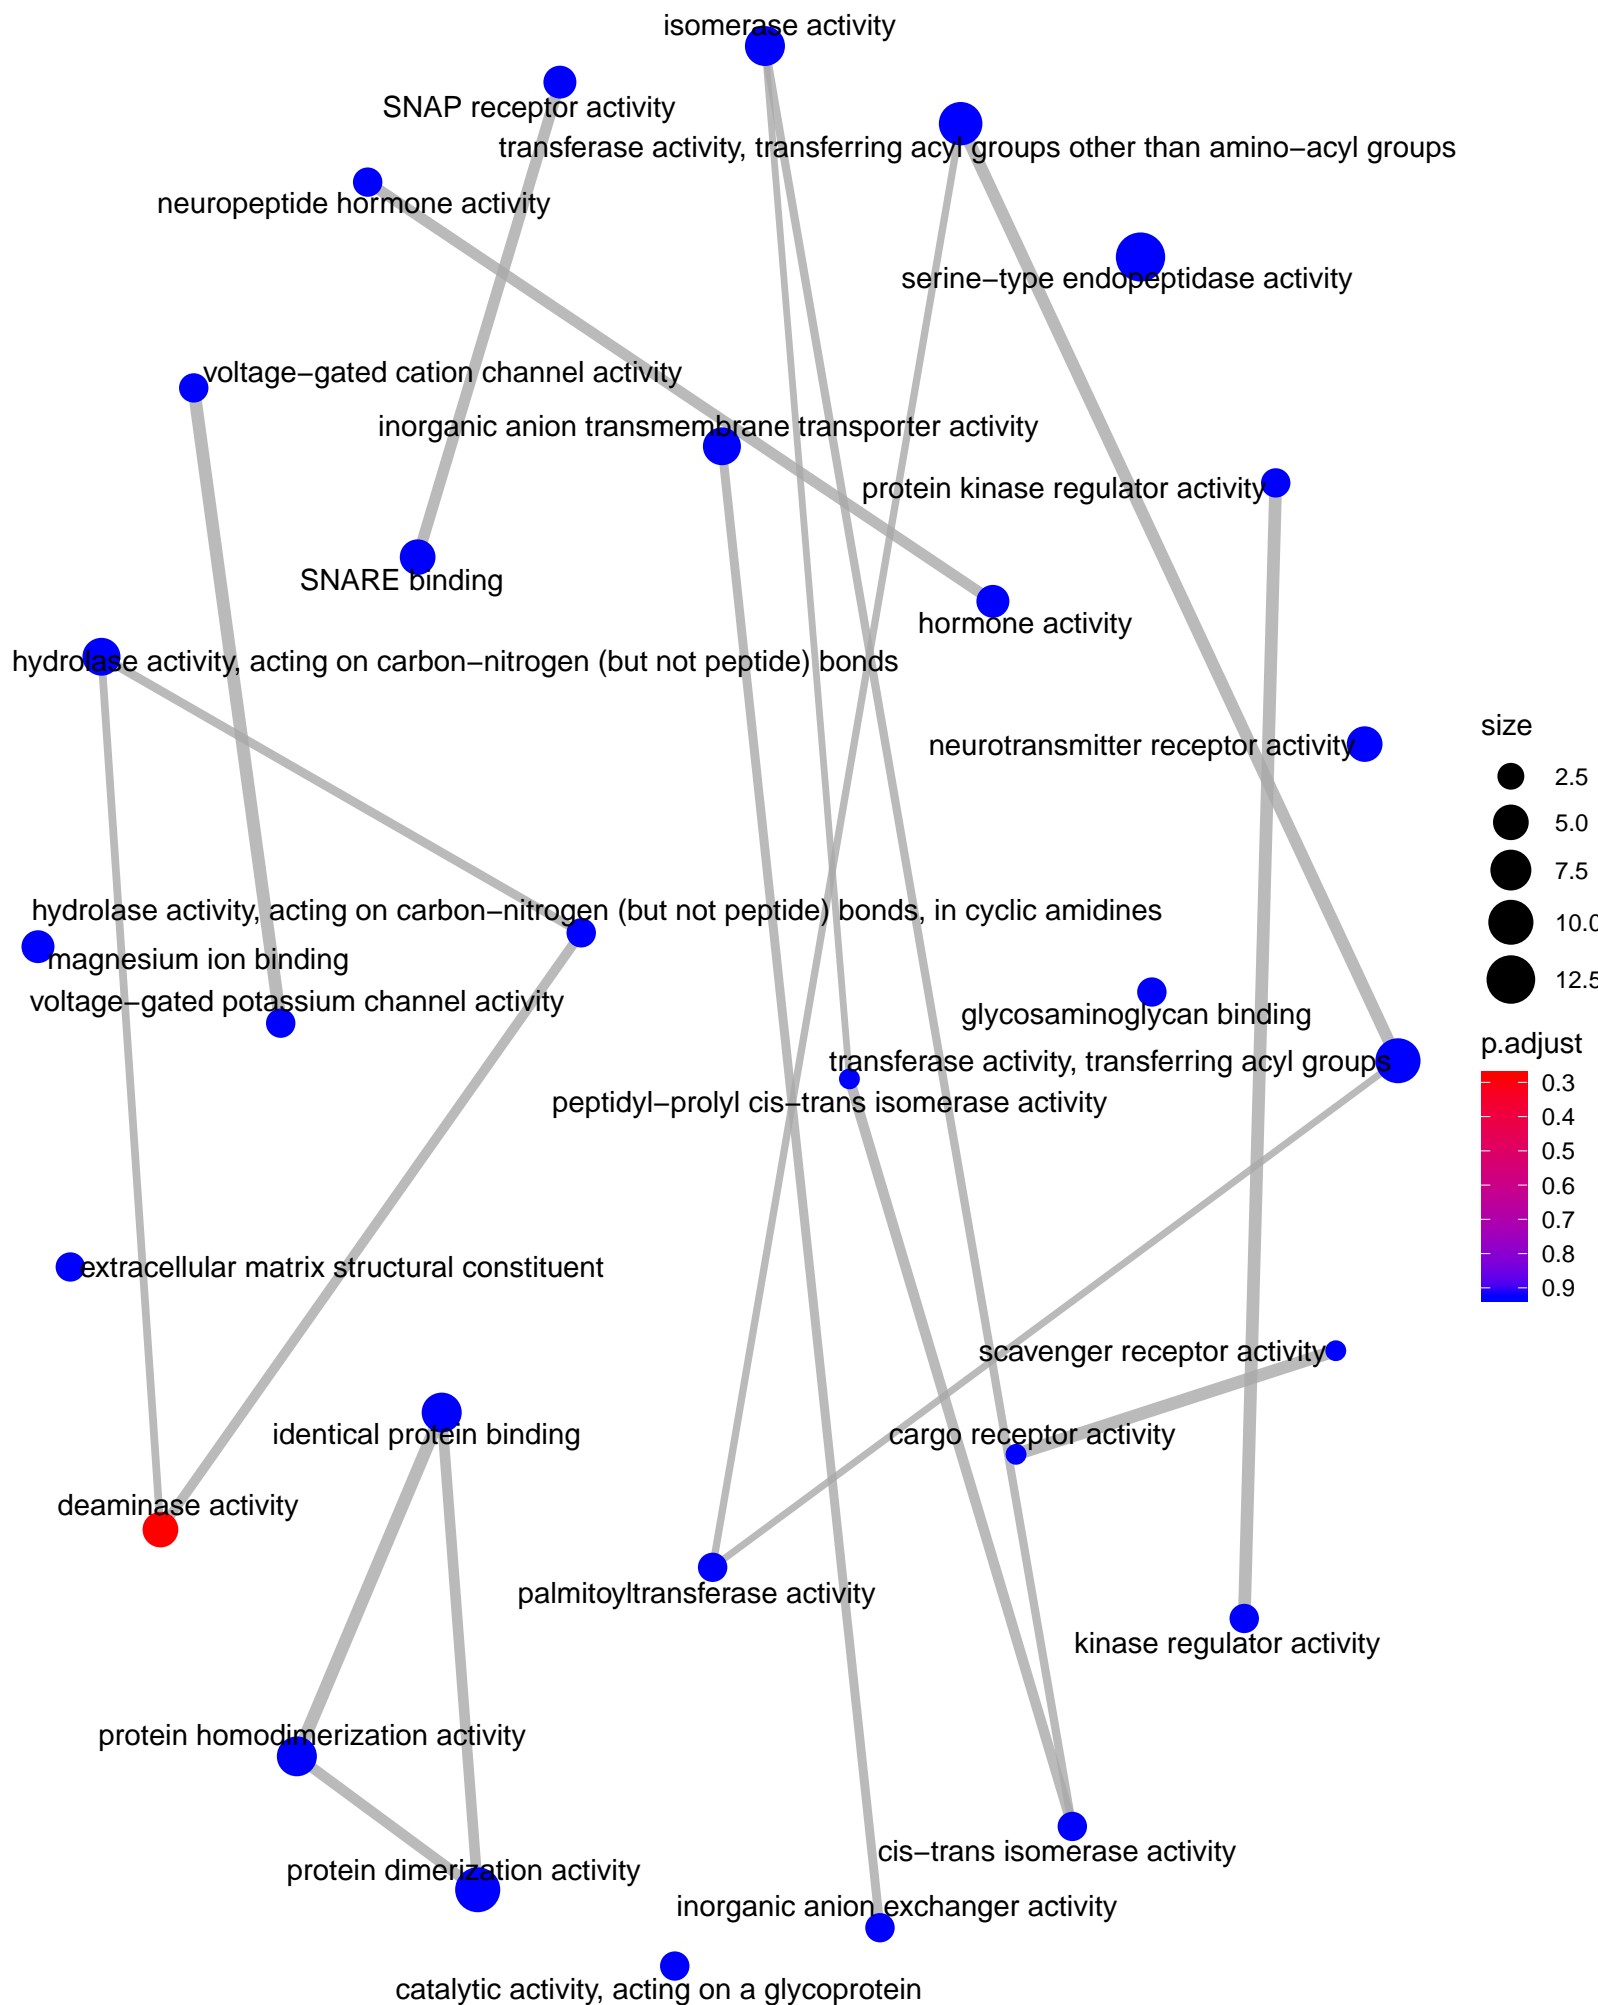 isomerase activity
SNAP receptor activity
transferase activity, transferring acyl groups other than amino−acyl groups
neuropeptide hormone activity
serine−type endopeptidase activity
voltage−gated cation channel activity
inorganic anion transmembrane transporter activity
protein kinase regulator activity
SNARE binding
hormone activity
hydrolase activity, acting on carbon−nitrogen (but not peptide) bonds
neurotransmitter receptor activity
hydrolase activity, acting on carbon−nitrogen (but not peptide) bonds, in cyclic amidines
magnesium ion binding
voltage−gated potassium channel activity
glycosaminoglycan binding
transferase activity, transferring acyl groups
peptidyl−prolyl cis−trans isomerase activity
extracellular matrix structural constituent
scavenger receptor activity
identical protein binding
cargo receptor activity
deaminase activity
palmitoyltransferase activity
kinase regulator activity
protein homodimerization activity
cis−trans isomerase activity
protein dimerization activity
inorganic anion exchanger activity
catalytic activity, acting on a glycoprotein
size
2.5
5.0
7.5
10.0
12.5
p.adjust
0.3
0.4
0.5
0.6
0.7
0.8
0.9